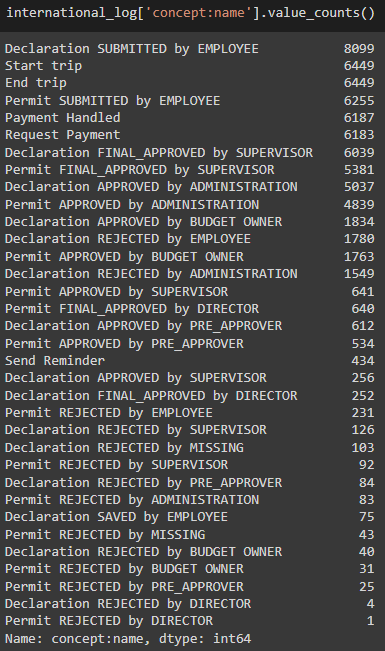 international_log['concept:name'].value_counts()
Declaration SUBMITTED by EMPLOYEE 8099
Start trip 6449
End trip 6449
Permit SUBMITTED by EMPLOYEE 6255
Payment Handled 6187
Request Payment 6183
Declaration FINAL_APPROVED by SUPERVISOR 6039
Permit FINAL_APPROVED by SUPERVISOR 5381
Declaration APPROVED by ADMINISTRATION 5037
Permit APPROVED by ADMINISTRATION 4839
Declaration APPROVED by BUDGET OWNER 1834
Declaration REJECTED by EMPLOYEE 1780
Permit APPROVED by BUDGET OWNER 1763
Declaration REJECTED by ADMINISTRATION 1549
Permit APPROVED by SUPERVISOR 641
Permit FINAL_APPROVED by DIRECTOR 640
Declaration APPROVED by PRE_APPROVER 612
Permit APPROVED by PRE_APPROVER 534
Send Reminder 434
Declaration APPROVED by SUPERVISOR 256
Declaration FINAL_APPROVED by DIRECTOR 252
Permit REJECTED by EMPLOYEE 231
Declaration REJECTED by SUPERVISOR 126
Declaration REJECTED by MISSING 103
Permit REJECTED by SUPERVISOR 92
Declaration REJECTED by PRE_APPROVER 84
Permit REJECTED by ADMINISTRATION 83
Declaration SAVED by EMPLOYEE 75
Permit REJECTED by MISSING 43
Declaration REJECTED by BUDGET OWNER 40
Permit REJECTED by BUDGET OWNER 31
Permit REJECTED by PRE_APPROVER 25
Declaration REJECTED by DIRECTOR 4
Permit REJECTED by DIRECTOR 1
Name: concept:name, dtype: int64